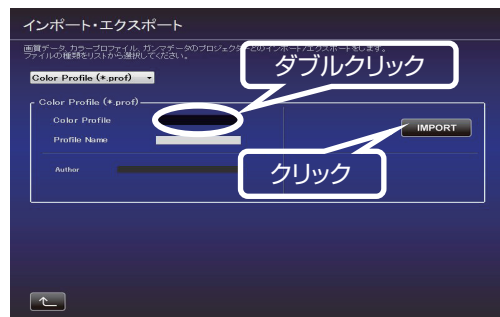 インポート・エクスポート
画質データ, カラープロファイル, ガンマデータのプロジェクターとのインポート/エクスポートをします。
ファイルの種類をリストから選択してください。
ダブルクリック
Color Profile (*.prof)
Color Profile (*.prof)
Color Profile
IMPORT
Profile Name
クリック
Author